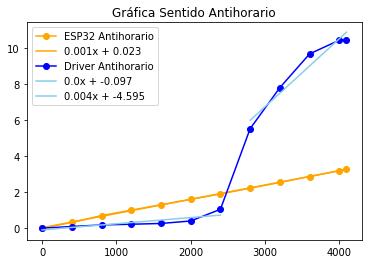 Gráfica Sentido Antihorario
ESP32 Antihorario
0.001x + 0.023
Driver Antihorario
0.0x + -0.097
0.004x + -4.595
10
8
6
4
2
0
0 1000 2000 3000 4000